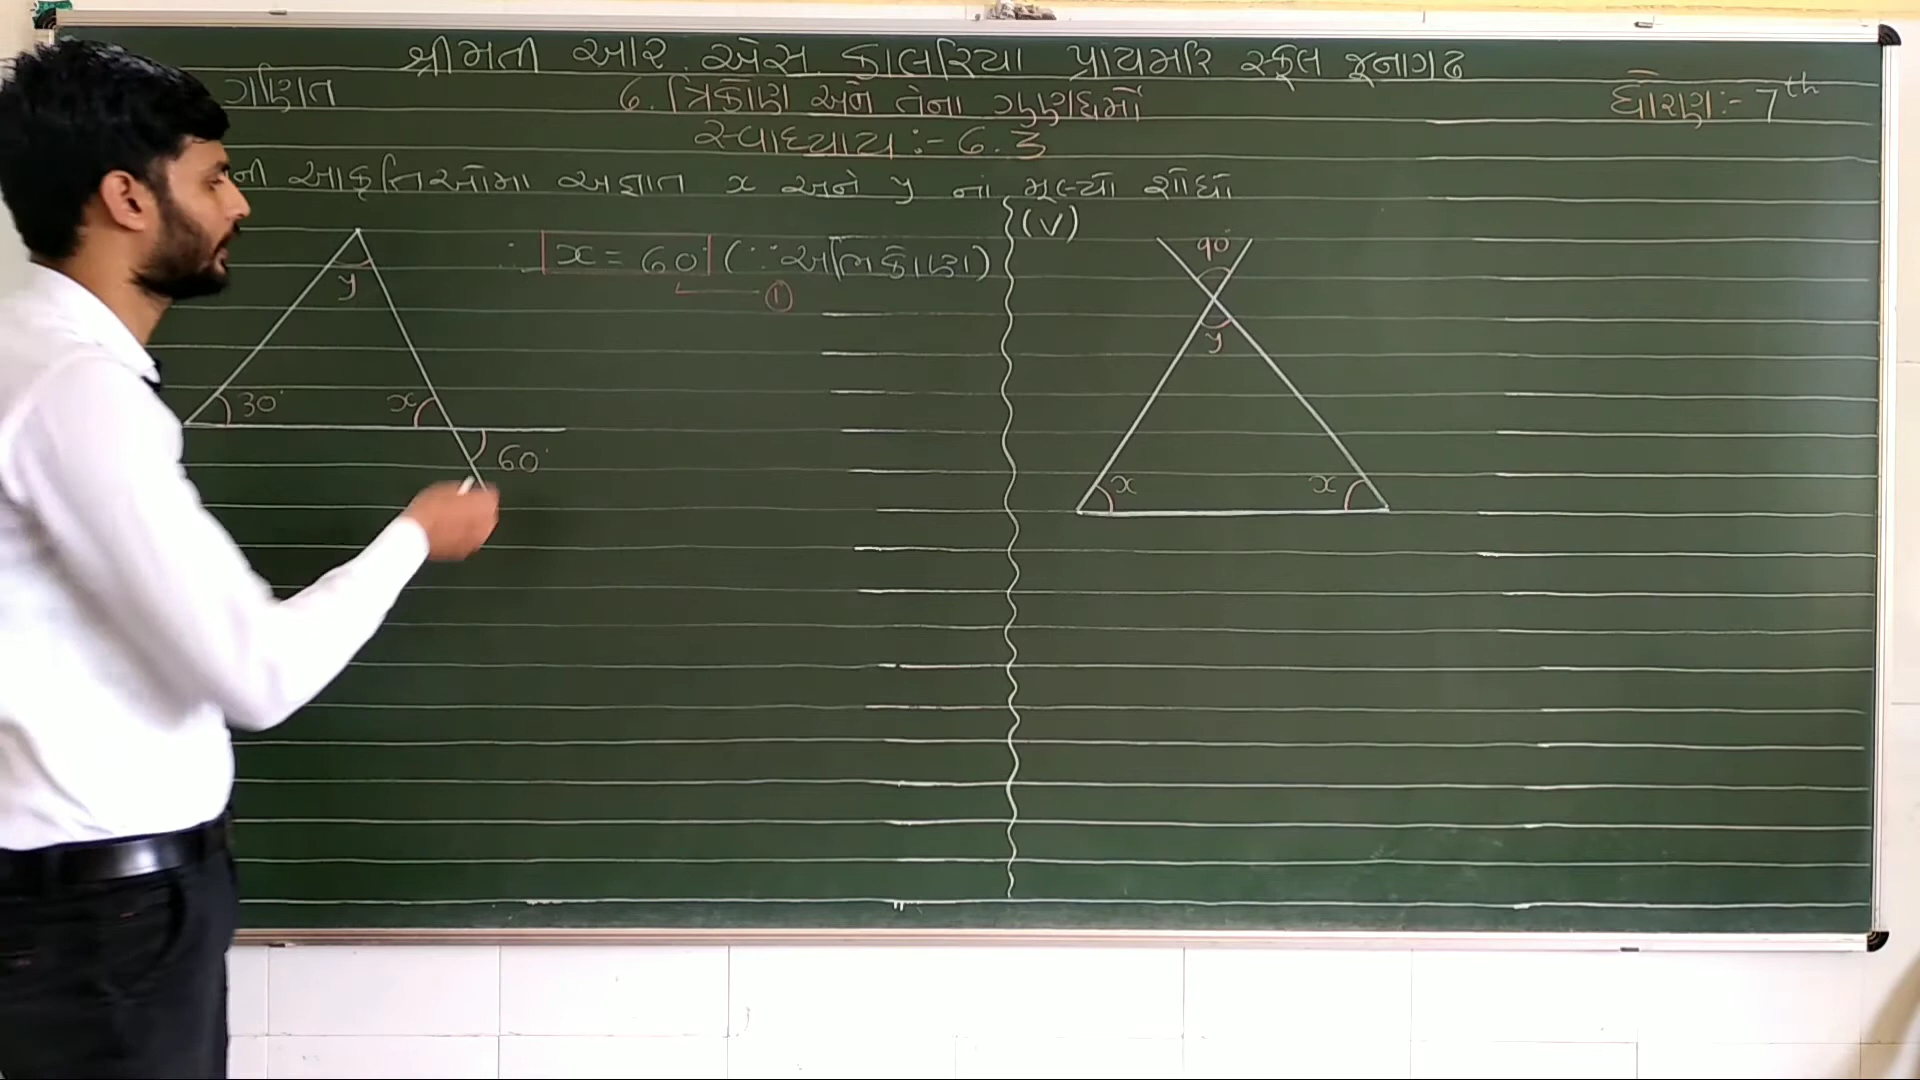 શ્રીમતી આર. એસ. કાલરિયા પ્રાયમરિ સ્કૂલ જૂનાગઢ
ગણિત
6. ત્રિકોણ અને તેના ગુણધર્મો
ધોરણ:- 7th
સ્વાધ્યાય:- 6.3
ની આકૃતિઓમાં અજ્ઞાત x અને y નાં મૂલ્યો શોધો
y
30°
x
60°
∴ x = 60° (∵ અભિકોણ)
①
(v)
90°
y
x
x